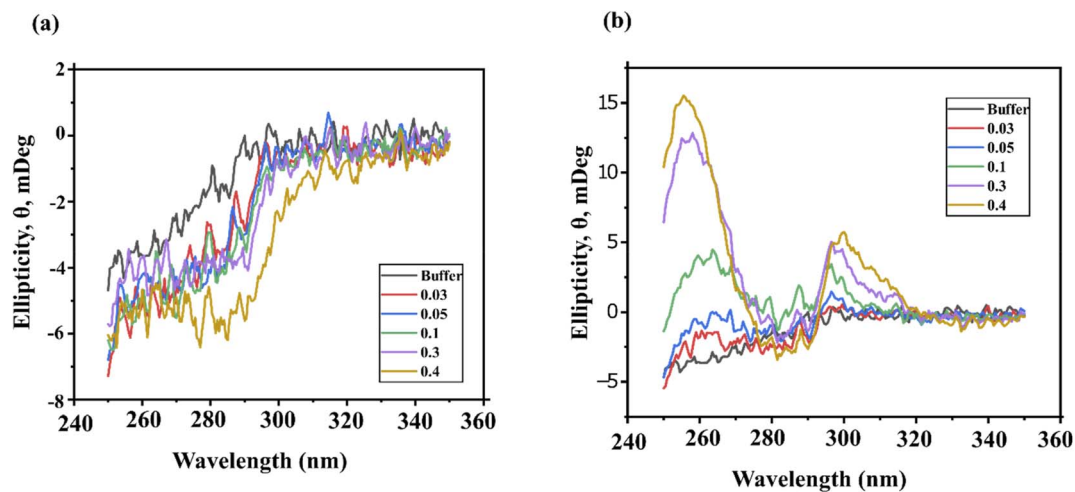 (a)
Ellipticity, θ, mDeg
2
0
-2
-4
-6
-8
240 260 280 300 320 340 360
Wavelength (nm)
Buffer
0.03
0.05
0.1
0.3
0.4
(b)
Ellipticity, θ, mDeg
15
10
5
0
−5
240 260 280 300 320 340 360
Wavelength (nm)
Buffer
0.03
0.05
0.1
0.3
0.4